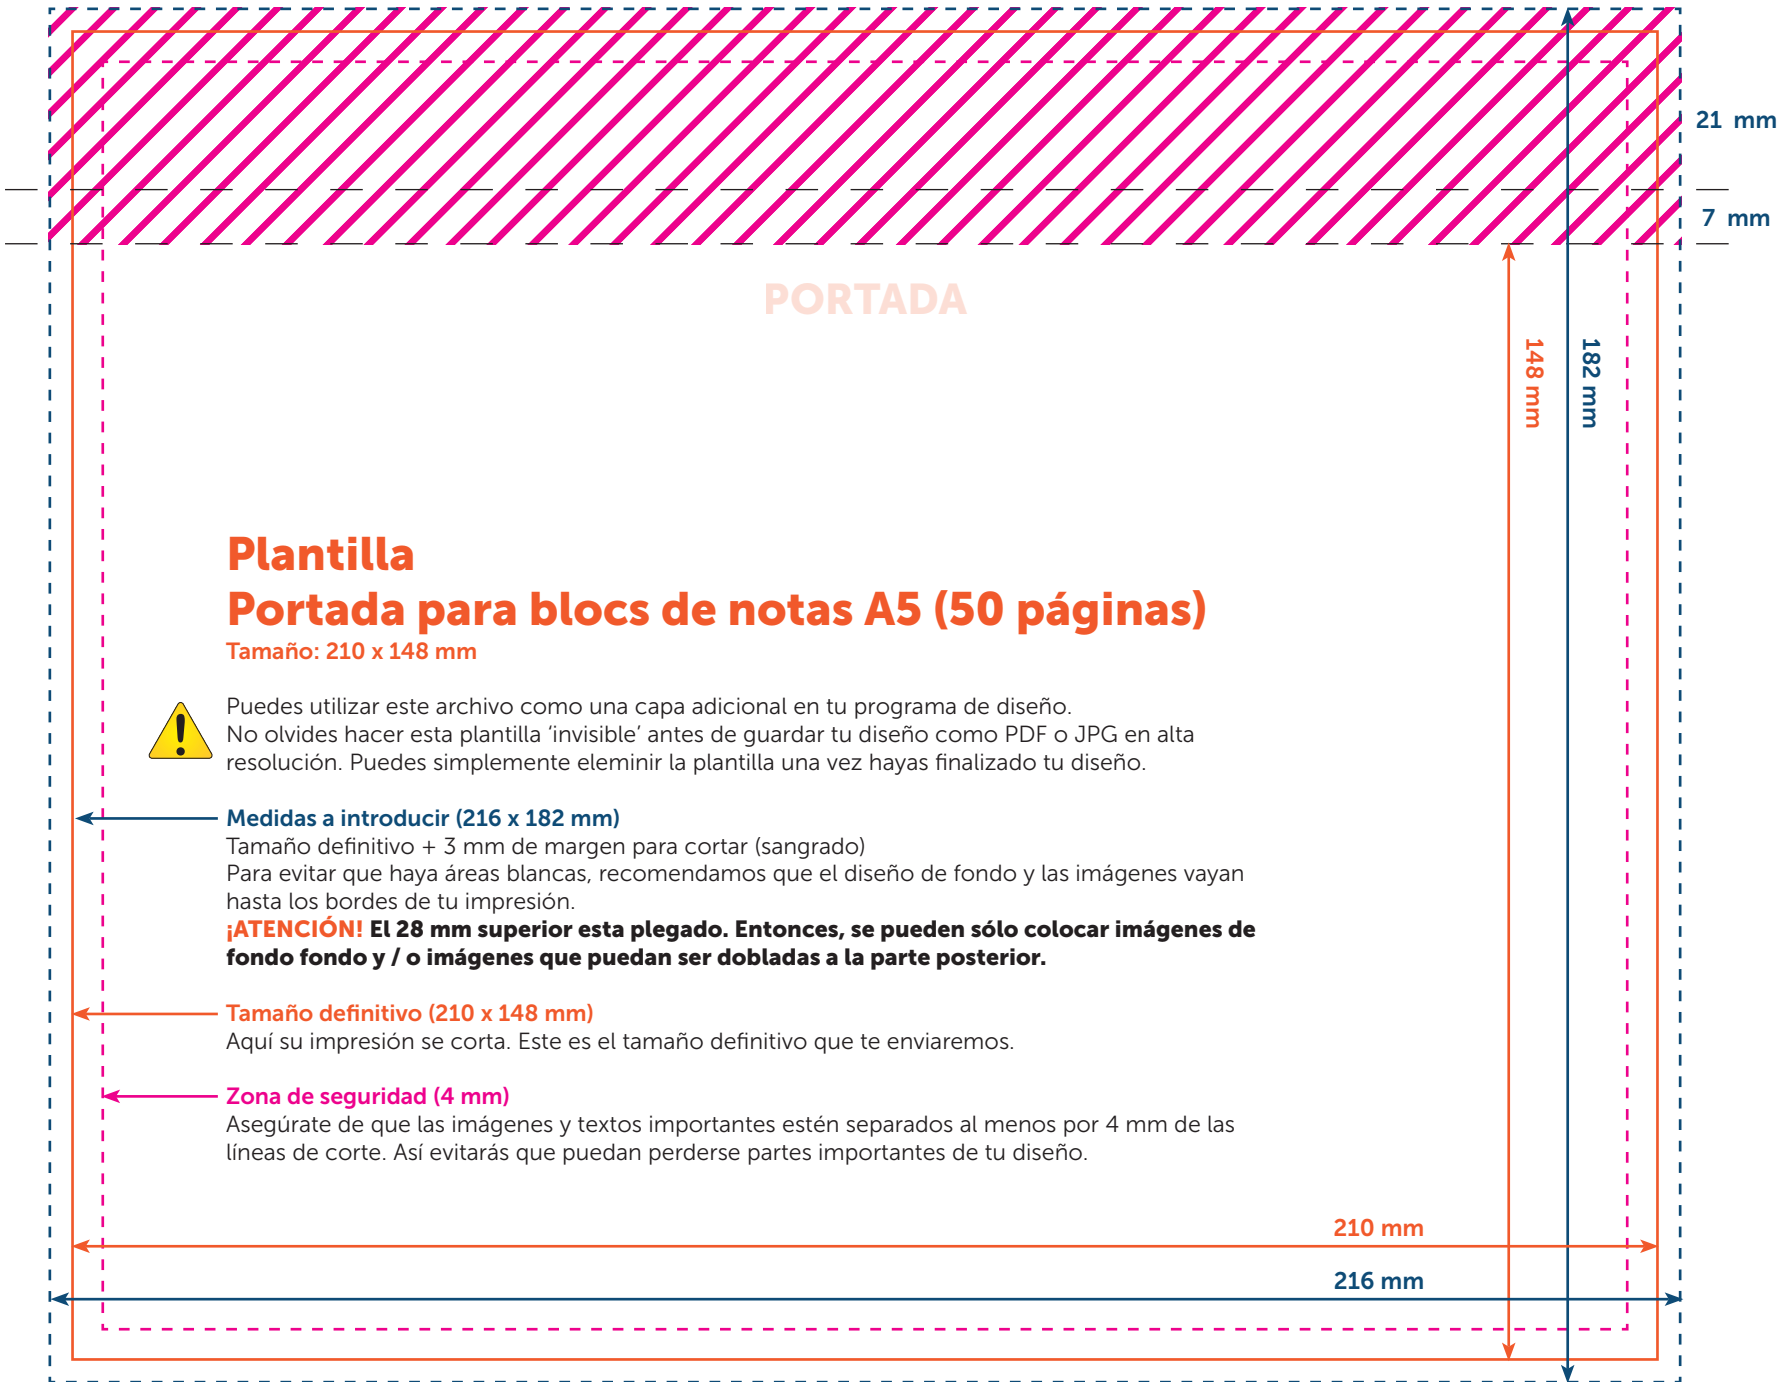 21 mm
7 mm
PORTADA
148 mm
182 mm
Plantilla
Portada para blocs de notas A5 (50 páginas)
Tamaño: 210 x 148 mm
Puedes utilizar este archivo como una capa adicional en tu programa de diseño.
No olvides hacer esta plantilla ‘invisible’ antes de guardar tu diseño como PDF o JPG en alta
resolución. Puedes simplemente eleminir la plantilla una vez hayas finalizado tu diseño.
Medidas a introducir (216 x 182 mm)
Tamaño definitivo + 3 mm de margen para cortar (sangrado)
Para evitar que haya áreas blancas, recomendamos que el diseño de fondo y las imágenes vayan
hasta los bordes de tu impresión.
¡ATENCIÓN! El 28 mm superior esta plegado. Entonces, se pueden sólo colocar imágenes de
fondo fondo y / o imágenes que puedan ser dobladas a la parte posterior.
Tamaño definitivo (210 x 148 mm)
Aquí su impresión se corta. Este es el tamaño definitivo que te enviaremos.
Zona de seguridad (4 mm)
Asegúrate de que las imágenes y textos importantes estén separados al menos por 4 mm de las
líneas de corte. Así evitarás que puedan perderse partes importantes de tu diseño.
210 mm
216 mm